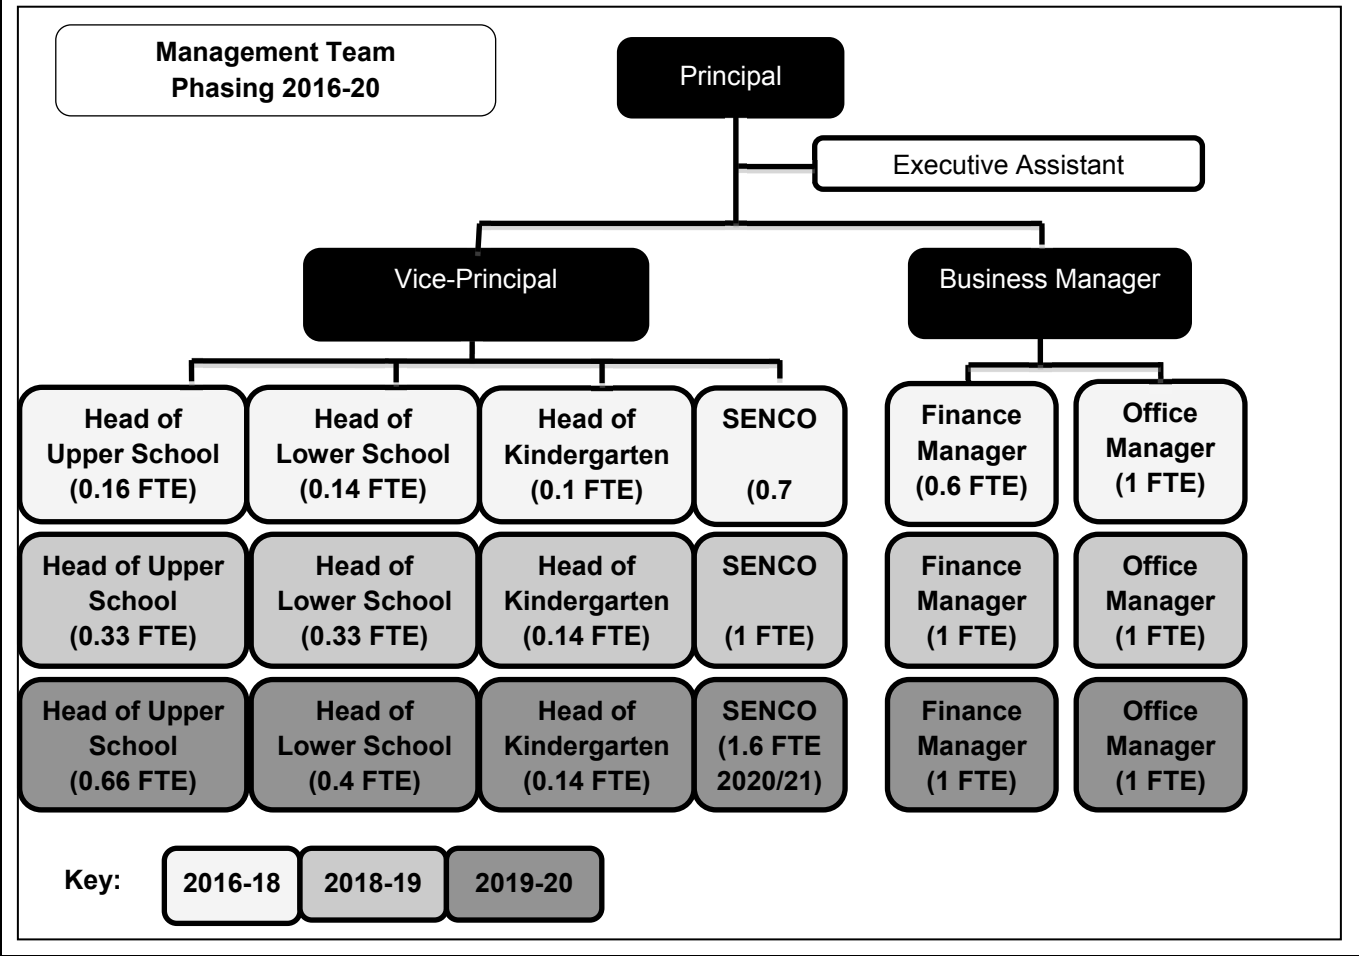 Management Team
Phasing 2016-20
Principal
Executive Assistant
Vice-Principal
Business Manager
Head of
Upper School
(0.16 FTE)
Head of
Lower School
(0.14 FTE)
Head of
Kindergarten
(0.1 FTE)
SENCO
(0.7
Finance
Manager
(0.6 FTE)
Office
Manager
(1 FTE)
Head of Upper
School
(0.33 FTE)
Head of
Lower School
(0.33 FTE)
Head of
Kindergarten
(0.14 FTE)
SENCO
(1 FTE)
Finance
Manager
(1 FTE)
Office
Manager
(1 FTE)
Head of Upper
School
(0.66 FTE)
Head of
Lower School
(0.4 FTE)
Head of
Kindergarten
(0.14 FTE)
SENCO
(1.6 FTE
2020/21)
Finance
Manager
(1 FTE)
Office
Manager
(1 FTE)
Key:
2016-18
2018-19
2019-20